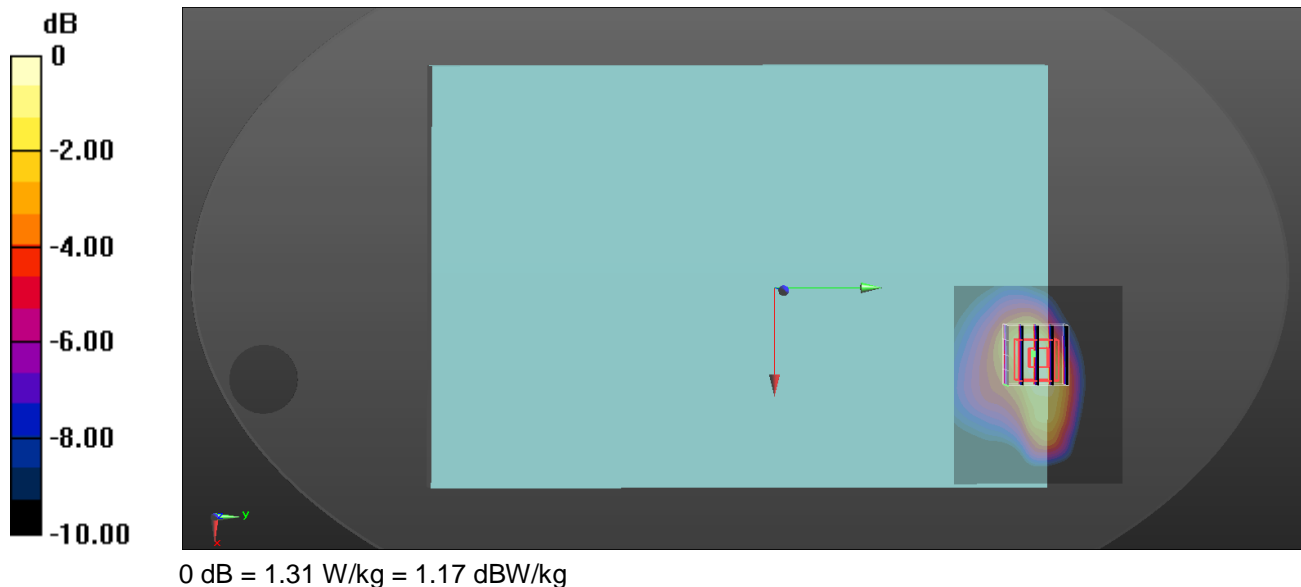 dB
0
-2.00
-4.00
-6.00
-8.00
-10.00
y
x
0 dB = 1.31 W/kg = 1.17 dBW/kg